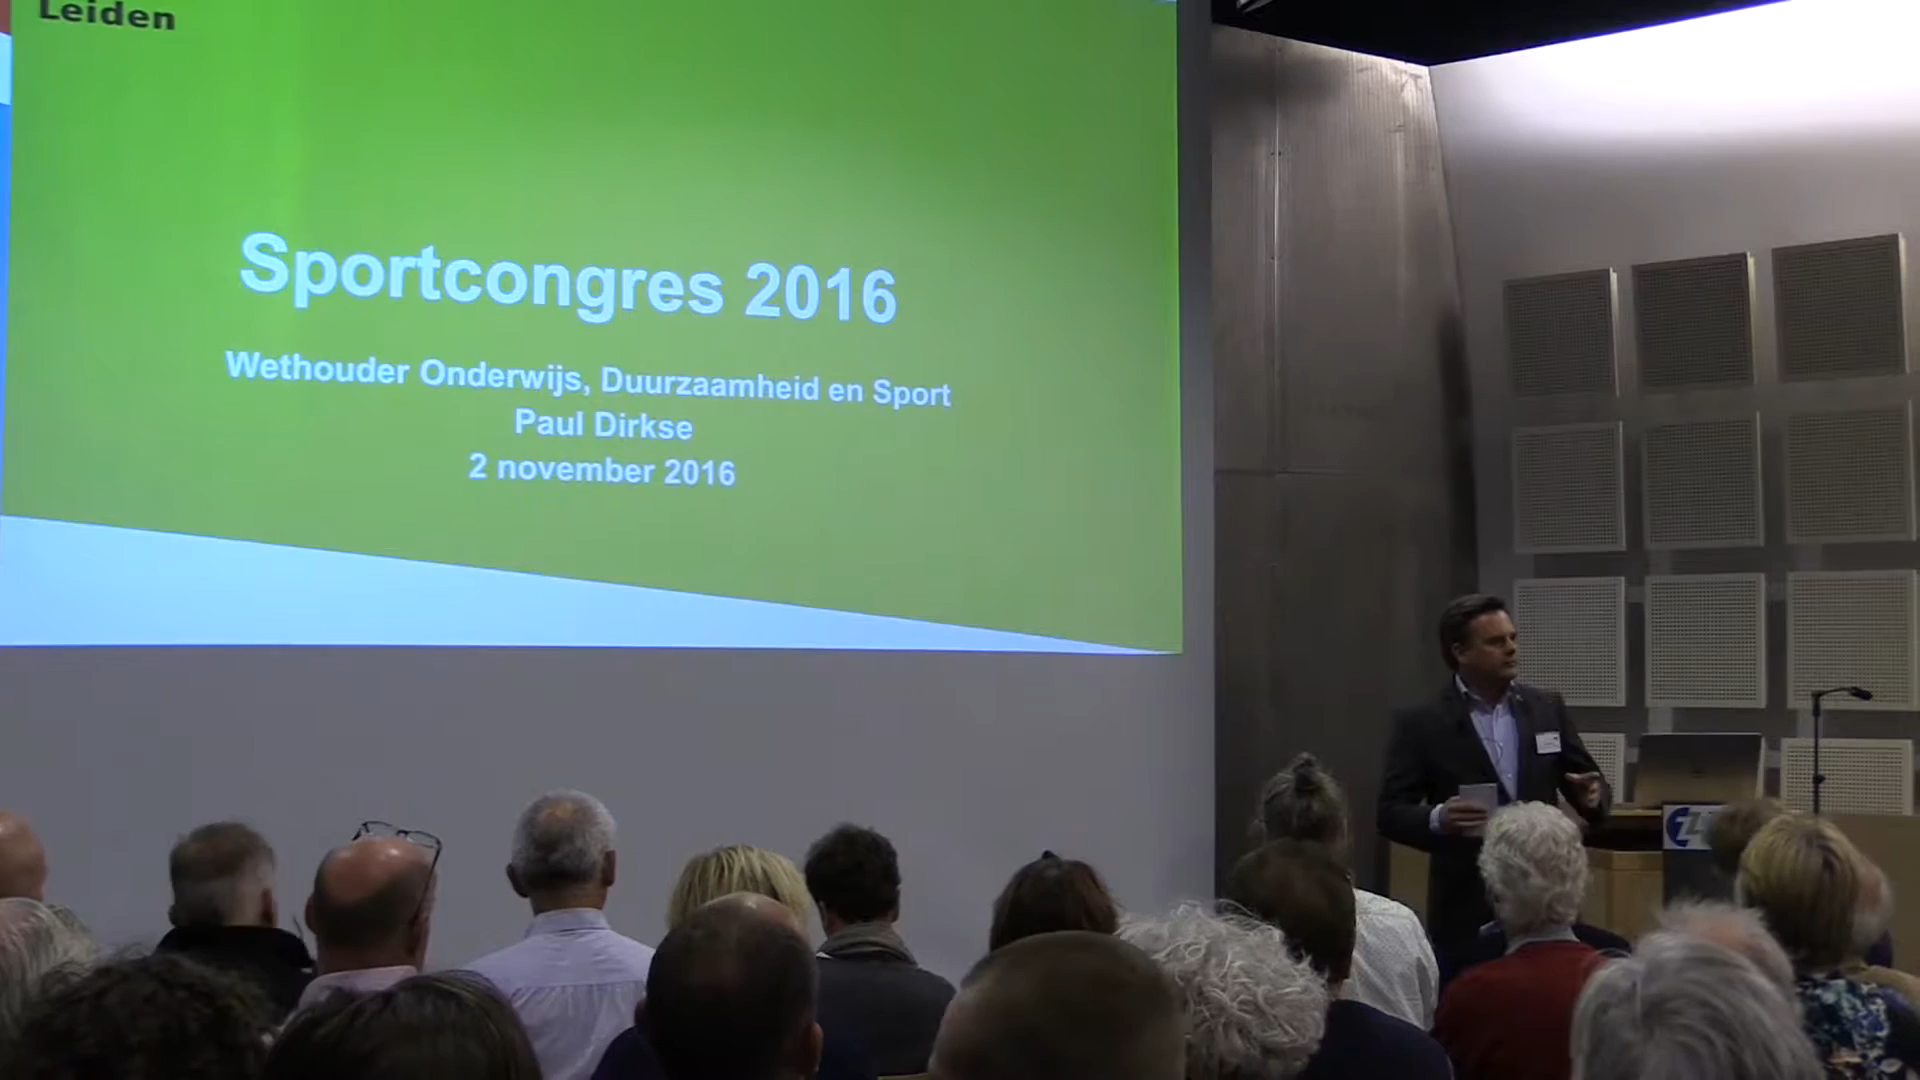 Leiden
Sportcongres 2016
Wethouder Onderwijs, Duurzaamheid en Sport
Paul Dirkse
2 november 2016